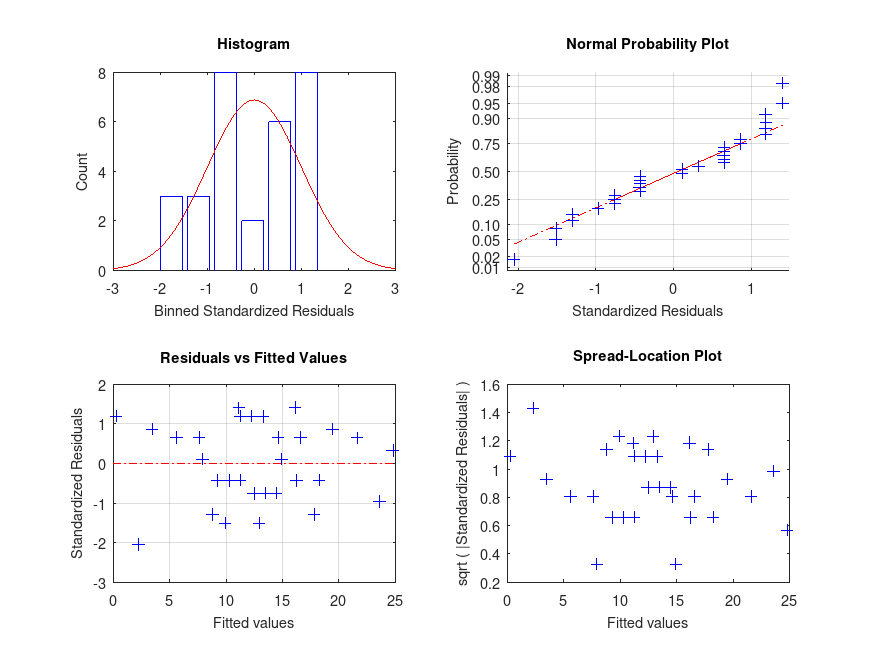 Histogram
8
6
4
2
0
Count
-3 -2 -1 0 1 2 3
Binned Standardized Residuals
Normal Probability Plot
0.99
0.98
0.95
0.90
0.75
0.50
0.25
0.10
0.05
0.02
0.01
Probability
-2 -1 0 1
Standardized Residuals
Residuals vs Fitted Values
2
1
0
-1
-2
-3
Standardized Residuals
0 5 10 15 20 25
Fitted values
Spread-Location Plot
1.6
1.4
1.2
1
0.8
0.6
0.4
0.2
sqrt ( |Standardized Residuals| )
0 5 10 15 20 25
Fitted values